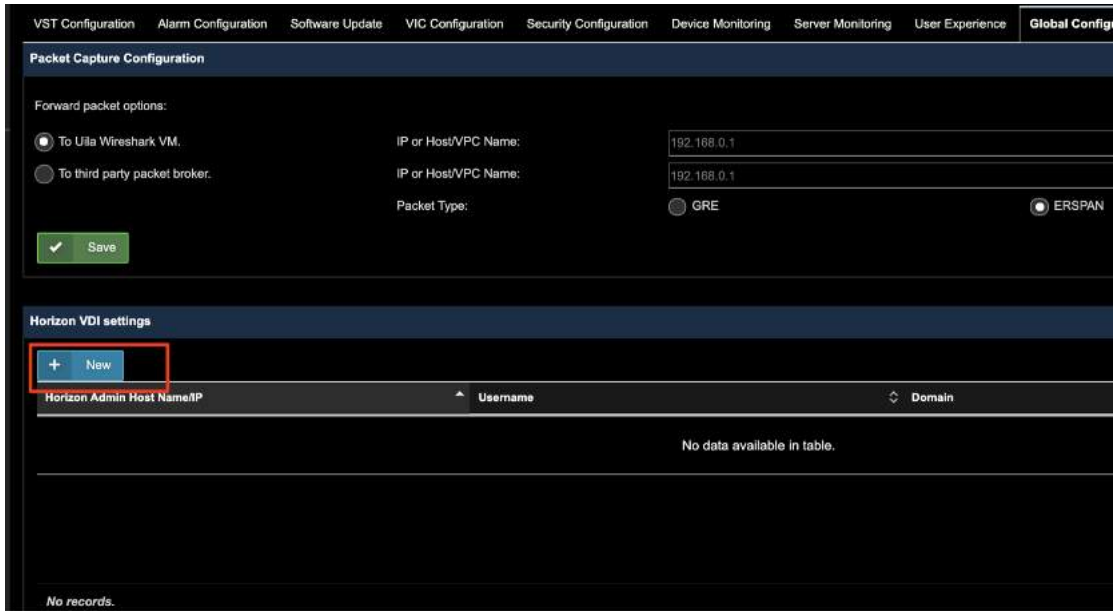 VST Configuration Alarm Configuration Software Update VIC Configuration Security Configuration Device Monitoring Server Monitoring User Experience Global Config
Packet Capture Configuration
Forward packet options:
To Uila Wireshark VM. IP or Host/VPC Name: 192.168.0.1
To third party packet broker. IP or Host/VPC Name: 192.168.0.1
Packet Type: GRE ERSPAN
Save
Horizon VDI settings
+ New
Horizon Admin Host Name/IP Username Domain
No data available in table.
No records.